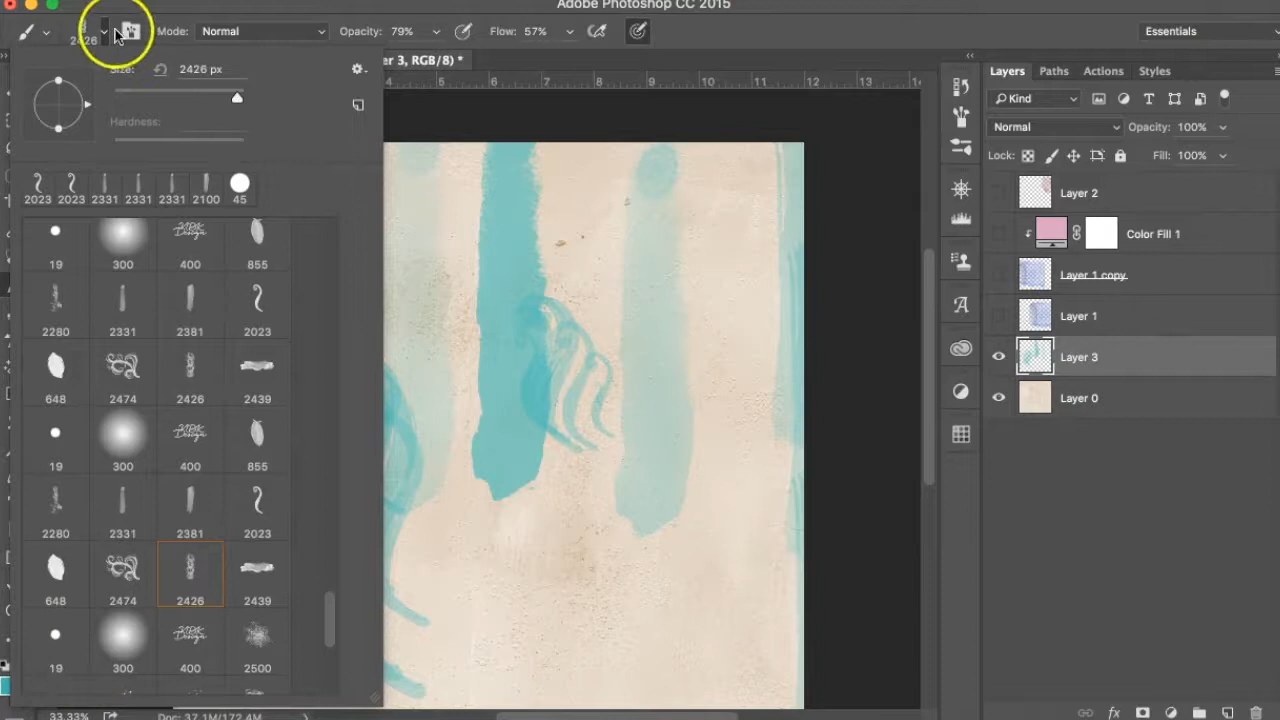 Adobe Photoshop CC 2015
2426
Mode: Normal
Opacity: 79%
Flow: 57%
Essentials
er 3, RGB/8) *
Size: 2426 px
Hardness:
2023 2023 2331 2331 2331 2100 45
19 300 400 855
2280 2331 2381 2023
648 2474 2426 2439
19 300 400 855
2280 2331 2381 2023
648 2474 2426 2439
19 300 400 2500
4 5 6 7 8 9 10 11 12 13 14
Layers Paths Actions Styles
Kind
Normal Opacity: 100%
Lock: Fill: 100%
Layer 2
Color Fill 1
Layer 1 copy
Layer 1
Layer 3
Layer 0
33.33% Doc: 37.1M/172.4M
fx